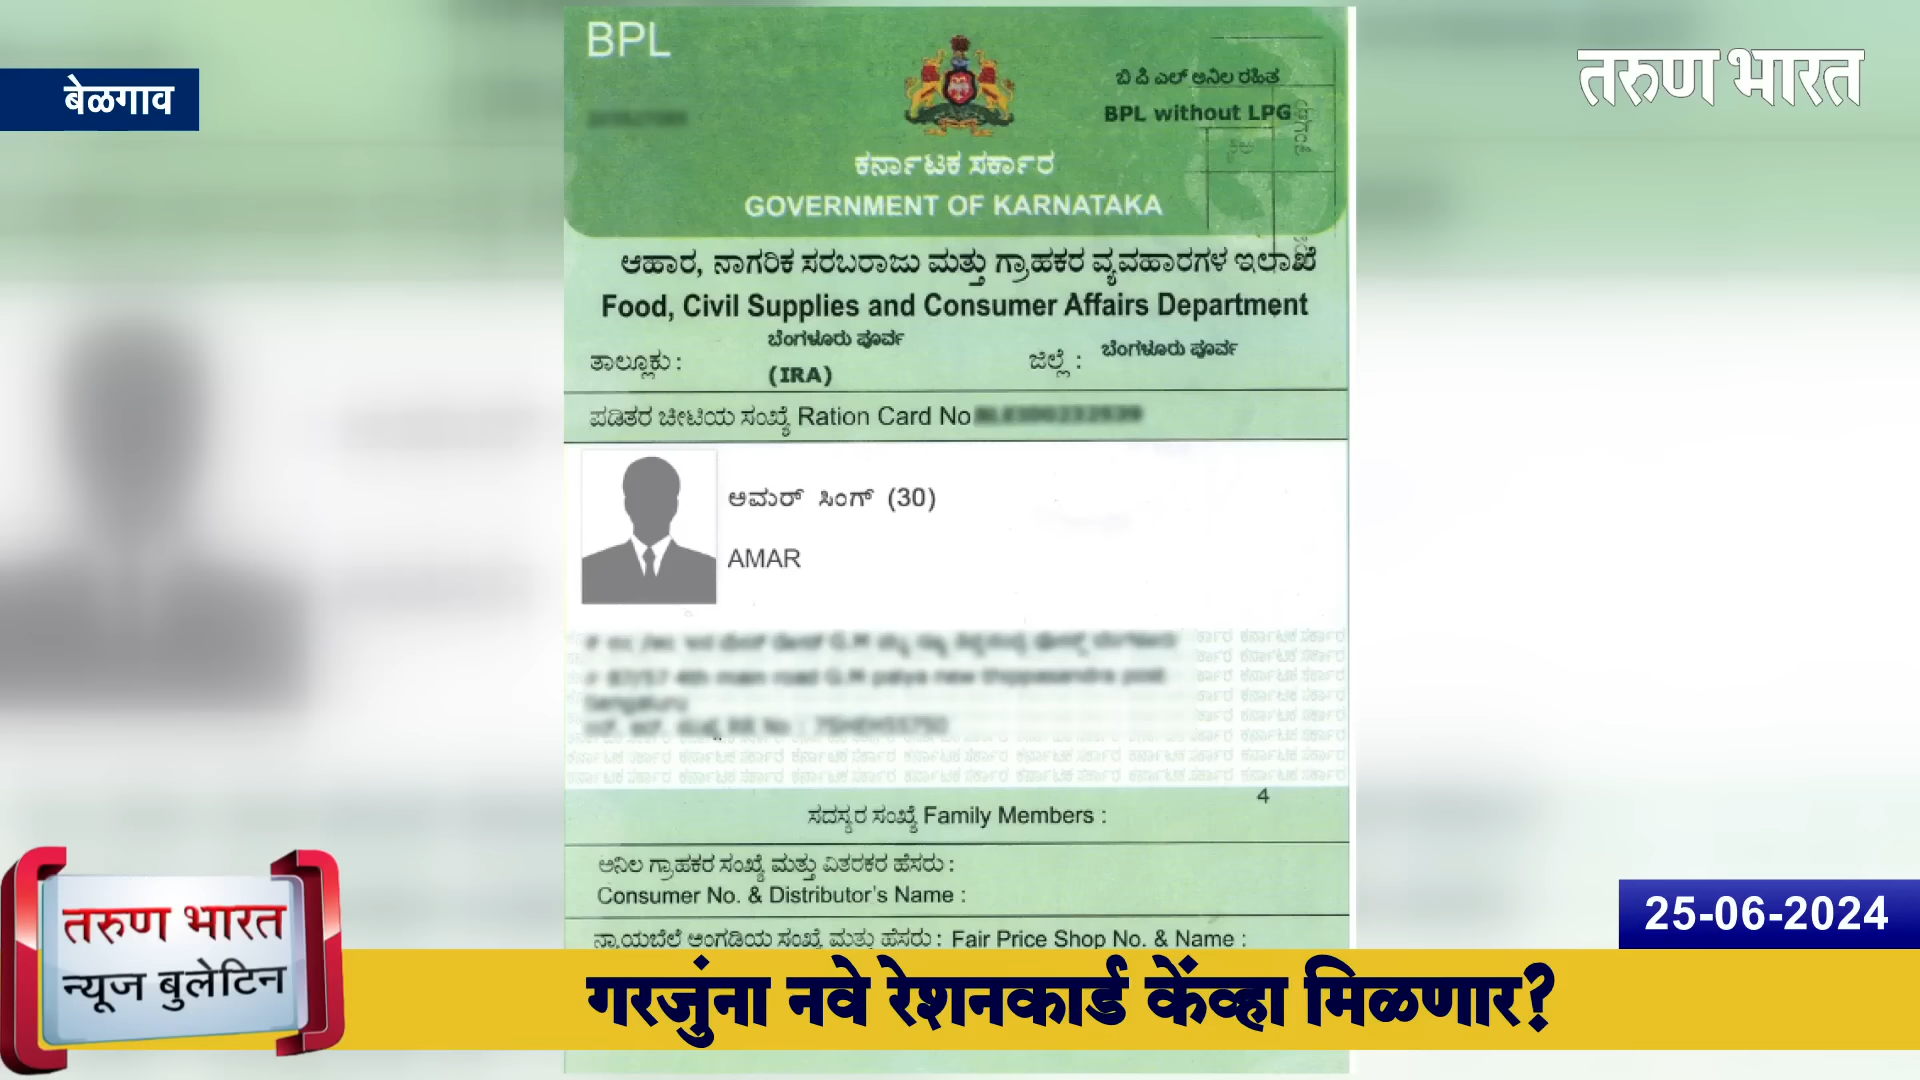 बेळगाव
तरुण भारत
BPL
ಬಿ ಪಿ ಎಲ್ ಅನಿಲ ರಹಿತ
BPL without LPG
ಕರ್ನಾಟಕ ಸರ್ಕಾರ
GOVERNMENT OF KARNATAKA
ಆಹಾರ, ನಾಗರಿಕ ಸರಬರಾಜು ಮತ್ತು ಗ್ರಾಹಕರ ವ್ಯವಹಾರಗಳ ಇಲಾಖೆ
Food, Civil Supplies and Consumer Affairs Department
ತಾಲ್ಲೂಕು : ಬೆಂಗಳೂರು ಪೂರ್ವ (IRA) ಜಿಲ್ಲೆ : ಬೆಂಗಳೂರು ಪೂರ್ವ
ಪಡಿತರ ಚೀಟಿಯ ಸಂಖ್ಯೆ Ration Card No
ಅಮರ್ ಸಿಂಗ್ (30)
AMAR
4
ಸದಸ್ಯರ ಸಂಖ್ಯೆ Family Members :
ಅನಿಲ ಗ್ರಾಹಕರ ಸಂಖ್ಯೆ ಮತ್ತು ವಿತರಕರ ಹೆಸರು :
Consumer No. & Distributor's Name :
ನ್ಯಾಯಬೆಲೆ ಅಂಗಡಿಯ ಸಂಖ್ಯೆ ಮತ್ತು ಹೆಸರು : Fair Price Shop No. & Name :
25-06-2024
तरुण भारत
न्यूज बुलेटिन
गरजुंना नवे रेशनकार्ड केंव्हा मिळणार?